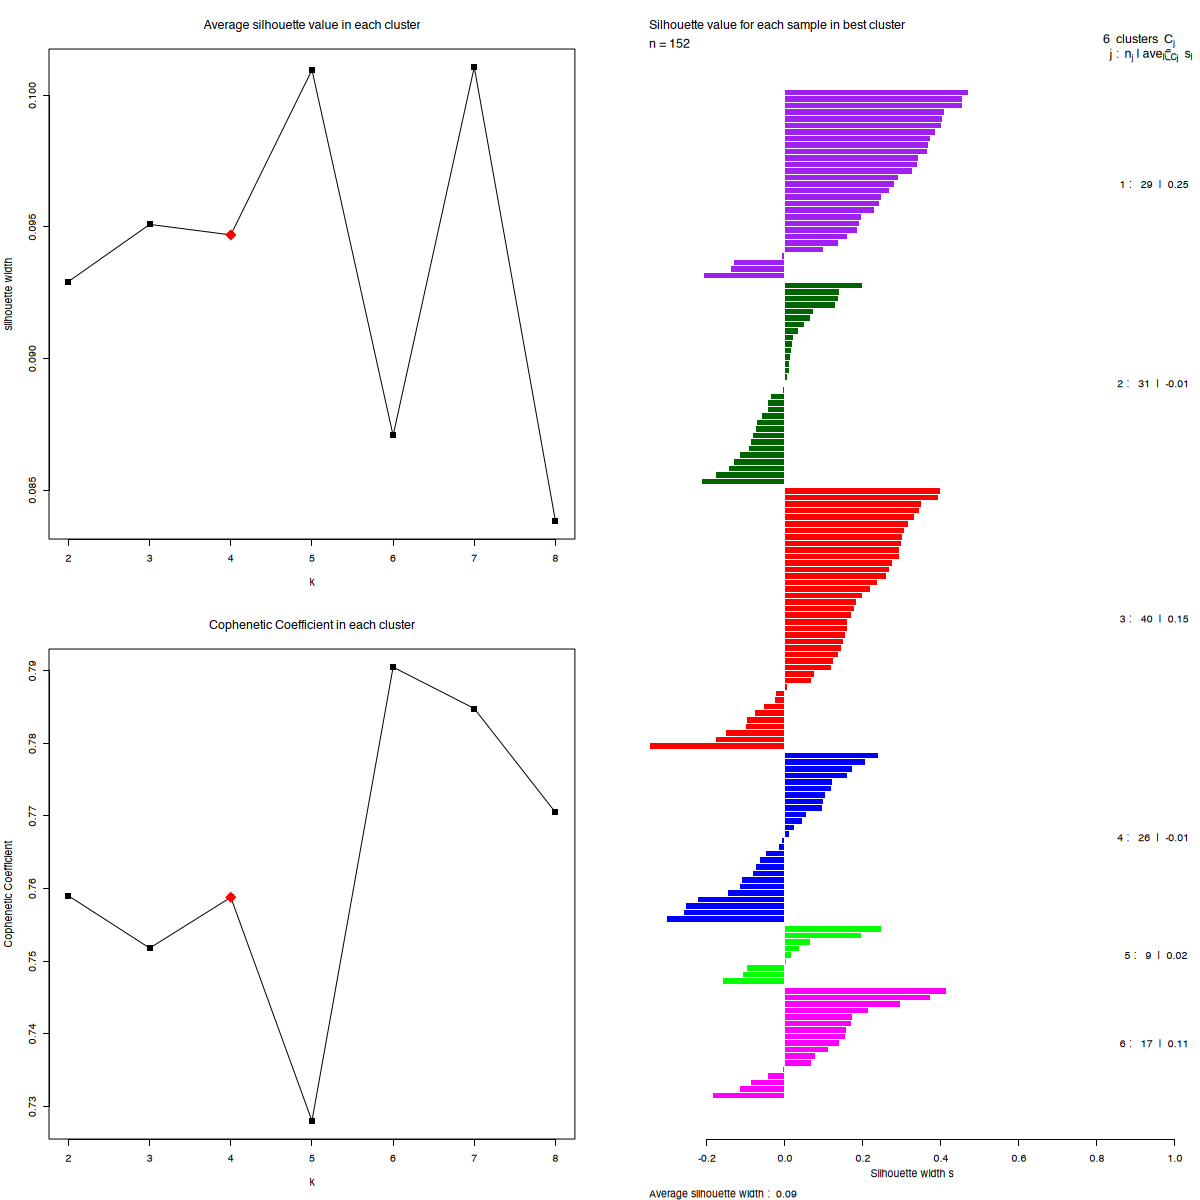 Average silhouette value in each cluster
silhouette width
0.100
0.095
0.090
0.085
2 3 4 5 6 7 8
k
Cophenetic Coefficient in each cluster
Cophenetic Coefficient
0.79
0.78
0.77
0.76
0.75
0.74
0.73
2 3 4 5 6 7 8
k
Silhouette value for each sample in best cluster
n = 152
6 clusters Cj
j : nj | ave i∈Cj si
1 : 29 | 0.25
2 : 31 | -0.01
3 : 40 | 0.15
4 : 26 | -0.01
5 : 9 | 0.02
6 : 17 | 0.11
-0.2 0.0 0.2 0.4 0.6 0.8 1.0
Silhouette width s
Average silhouette width : 0.09